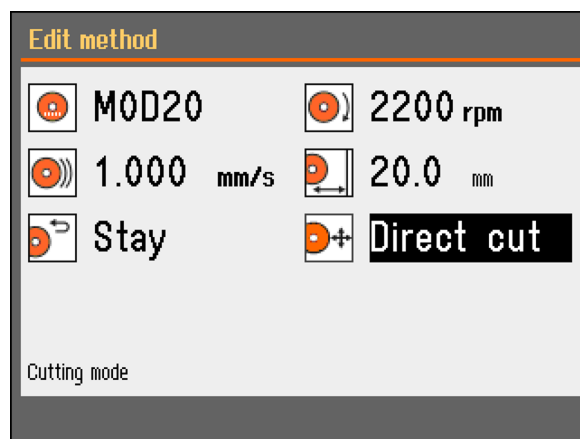 Edit method
M0D20 2200 rpm
1.000 mm/s 20.0 mm
Stay Direct cut
Cutting mode